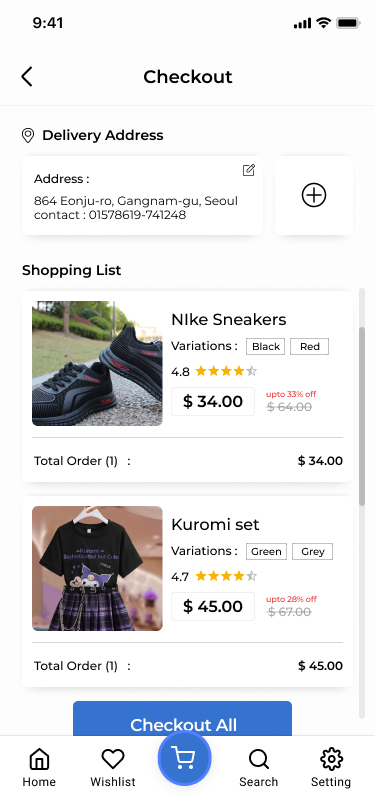 9:41
Checkout
Delivery Address
Address :
864 Eonju-ro, Gangnam-gu, Seoul
contact : 01578619-741248
Shopping List
NIke Sneakers
Variations : Black Red
4.8
$ 34.00
upto 33% off
$ 64.00
Total Order (1) : $ 34.00
Kuromi
Kuromi set
Variations : Green Grey
4.7
$ 45.00
upto 28% off
$ 67.00
Total Order (1) : $ 45.00
Checkout All
Home Wishlist Search Setting